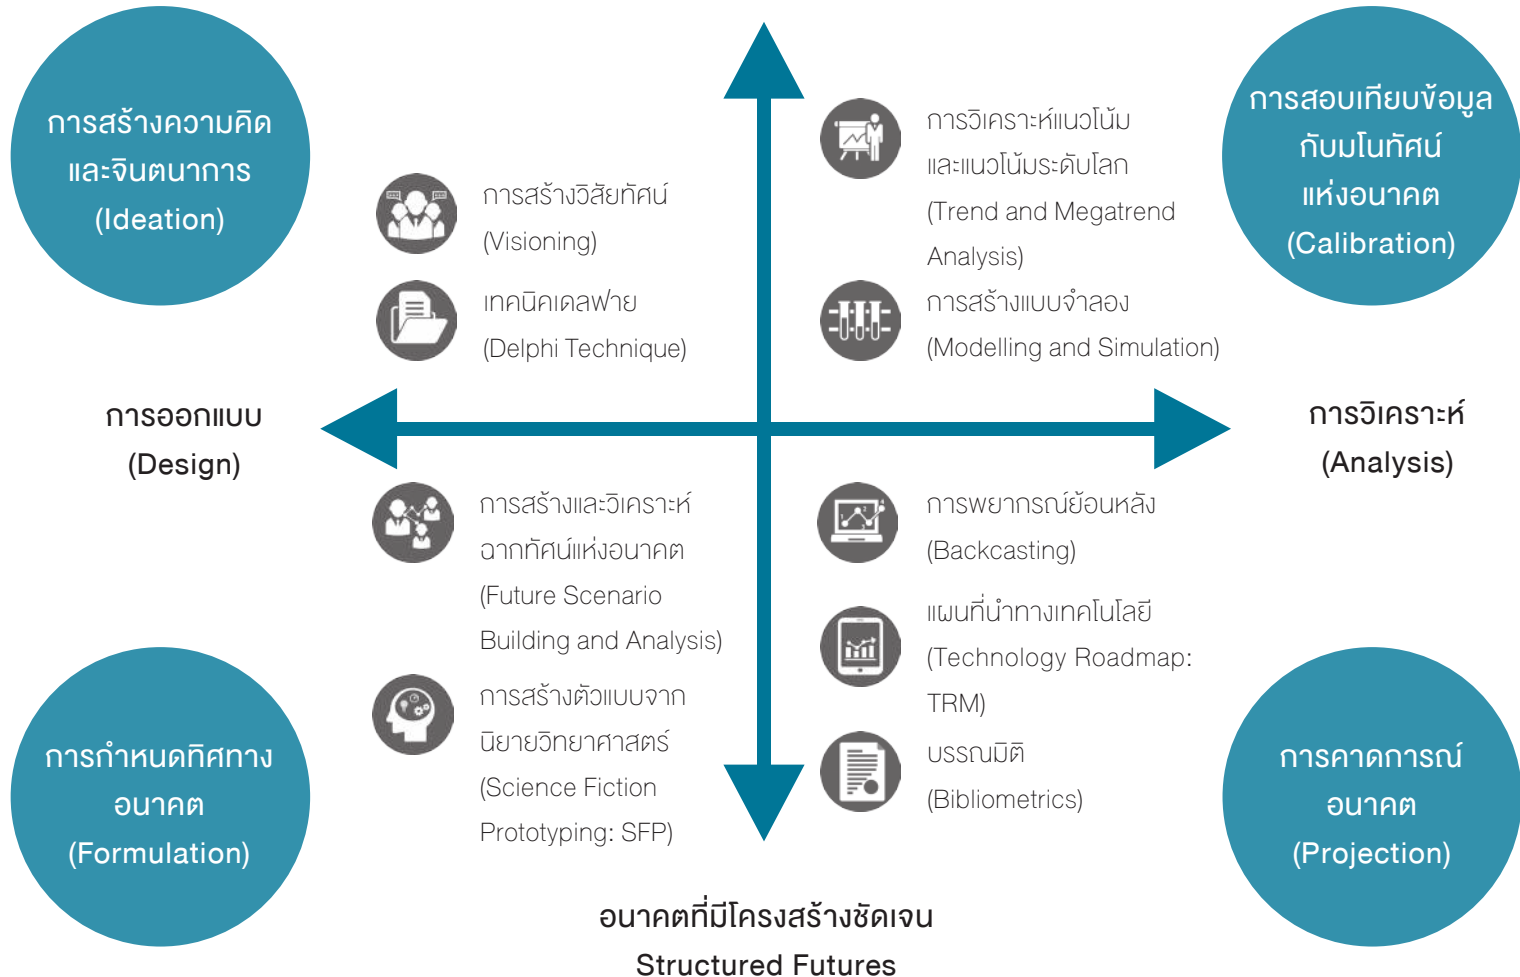 การสร้างความคิด
และจินตนาการ
(Ideation)
การสร้างวิสัยทัศน์
(Visioning)
เทคนิคเดลฟาย
(Delphi Technique)
การวิเคราะห์แนวโน้ม
และแนวโน้มระดับโลก
(Trend and Megatrend
Analysis)
การสร้างแบบจำลอง
(Modelling and Simulation)
การสอบเทียบข้อมูล
กับมโนทัศน์
แห่งอนาคต
(Calibration)
การออกแบบ
(Design)
การวิเคราะห์
(Analysis)
การสร้างและวิเคราะห์
ฉากทัศน์แห่งอนาคต
(Future Scenario
Building and Analysis)
การสร้างตัวแบบจาก
นิยายวิทยาศาสตร์
(Science Fiction
Prototyping: SFP)
การพยากรณ์ย้อนหลัง
(Backcasting)
แผนที่นำทางเทคโนโลยี
(Technology Roadmap:
TRM)
บรรณมิติ
(Bibliometrics)
การกำหนดทิศทาง
อนาคต
(Formulation)
การคาดการณ์
อนาคต
(Projection)
อนาคตที่มีโครงสร้างชัดเจน
Structured Futures